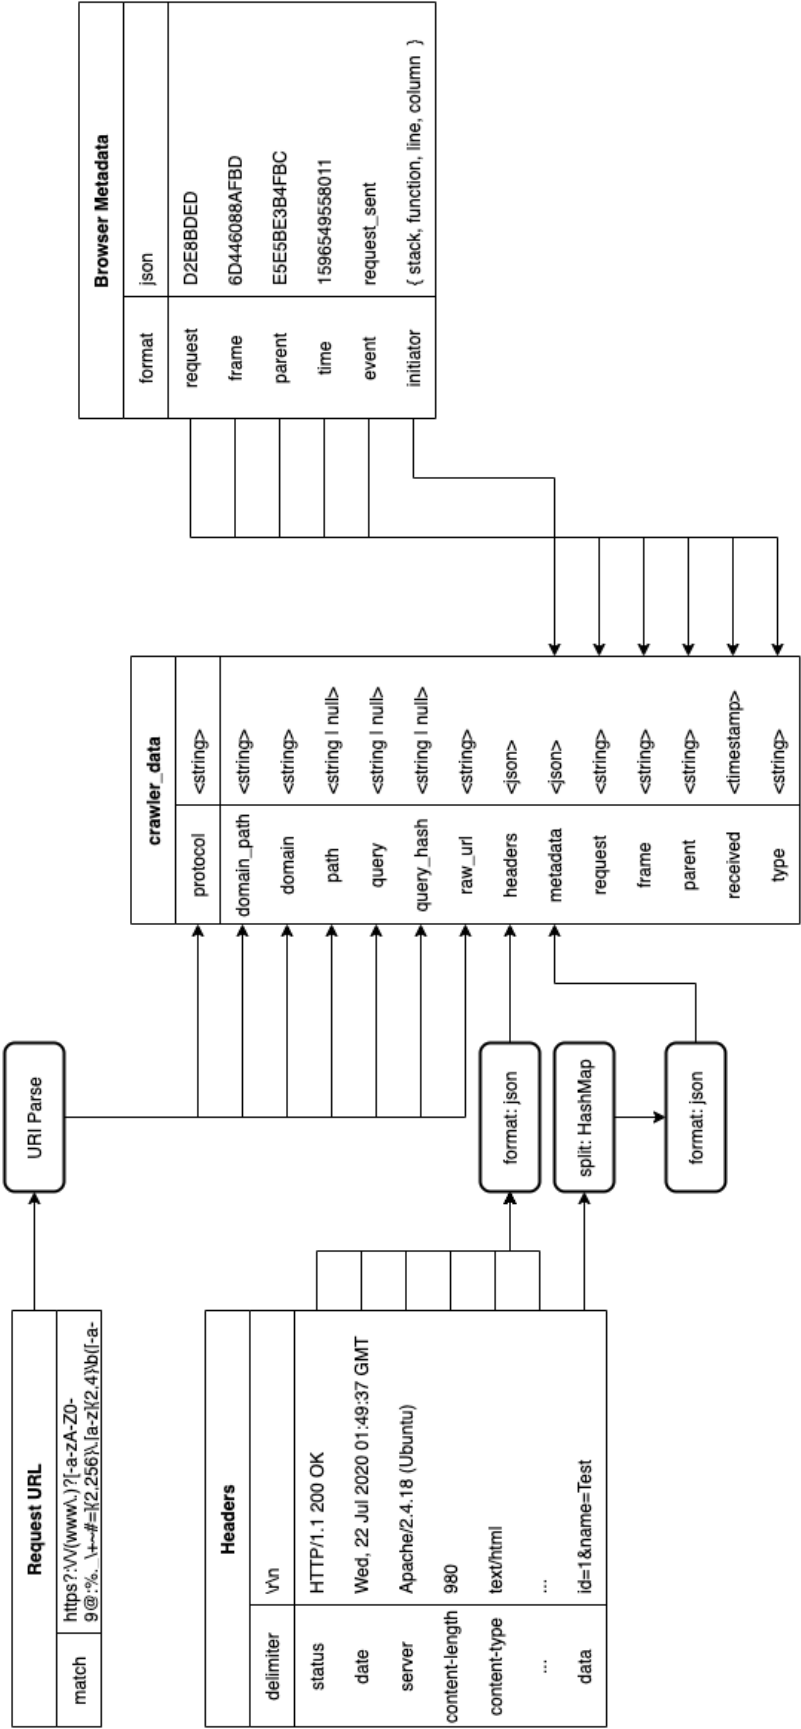 Request URL
match
https?:\/\/(www\.)?[-a-zA-Z0-
9@:%._\+~#=]{2,256}\.[a-z]{2,4}\b([-a-
Headers
delimiter \r\n
status HTTP/1.1 200 OK
date Wed, 22 Jul 2020 01:49:37 GMT
server Apache/2.4.18 (Ubuntu)
content-length 980
content-type text/html
... ...
data id=1&name=Test
URI Parse
format: json
split: HashMap
format: json
crawler_data
protocol <string>
domain_path <string>
domain <string>
path <string | null>
query <string | null>
query_hash <string | null>
raw_url <string>
headers <json>
metadata <json>
request <string>
frame <string>
parent <string>
received <timestamp>
type <string>
Browser Metadata
format json
request D2E8BDED
frame 6D446088AFBD
parent E5E5BE3B4FBC
time 1596549558011
event request_sent
initiator { stack, function, line, column }